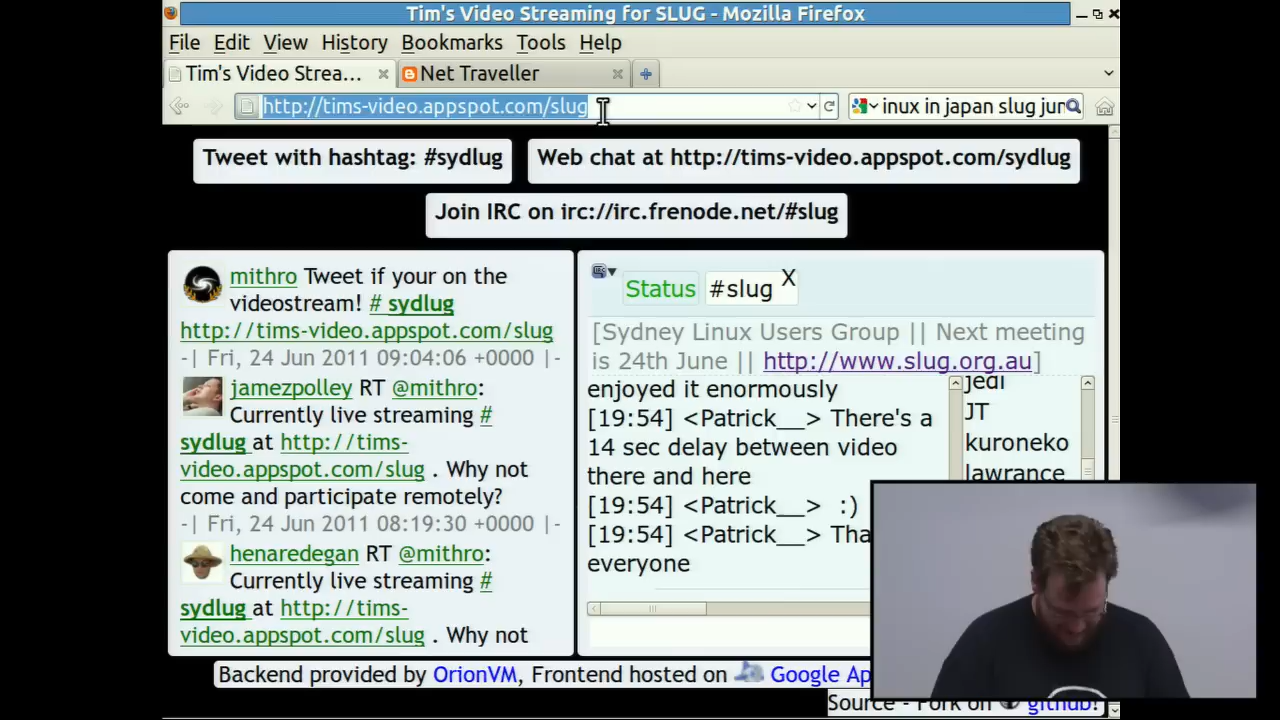 Tim's Video Streaming for SLUG - Mozilla Firefox
File Edit View History Bookmarks Tools Help
Tim's Video Strea... Net Traveller
http://tims-video.appspot.com/slug inux in japan slug jun
Tweet with hashtag: #sydlug Web chat at http://tims-video.appspot.com/sydlug
Join IRC on irc://irc.frenode.net/#slug
mithro Tweet if your on the
videostream! # sydlug
http://tims-video.appspot.com/slug
-| Fri, 24 Jun 2011 09:04:06 +0000 |-
jamezpolley RT @mithro:
Currently live streaming #
sydlug at http://tims-
video.appspot.com/slug . Why not
come and participate remotely?
-| Fri, 24 Jun 2011 08:19:30 +0000 |-
henaredegan RT @mithro:
Currently live streaming #
sydlug at http://tims-
video.appspot.com/slug . Why not
Status #slug X
[Sydney Linux Users Group || Next meeting
is 24th June || http://www.slug.org.au]
enjoyed it enormously
[19:54] <Patrick__> There's a
14 sec delay between video
there and here
[19:54] <Patrick__> :)
[19:54] <Patrick__> Tha
everyone
jedi
JT
kuroneko
lawrance
Backend provided by OrionVM, Frontend hosted on Google Ap
Source - Fork on github!